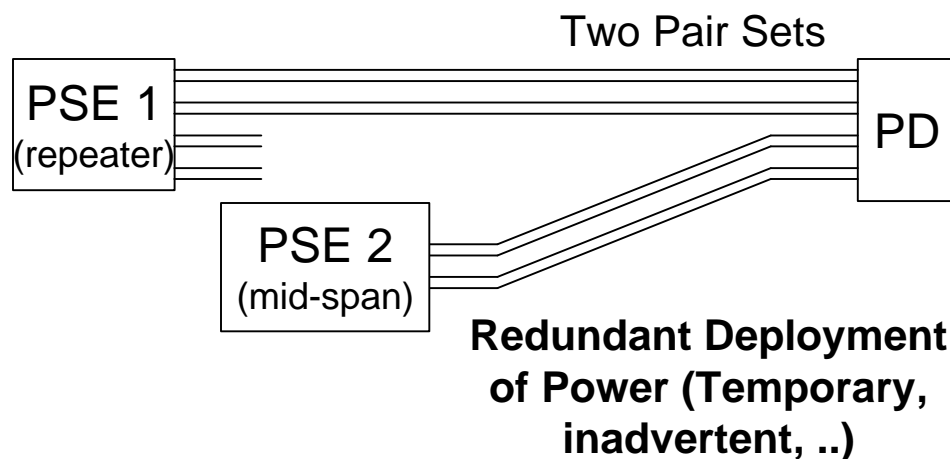 Two Pair Sets
PSE 1
(repeater)
PD
PSE 2
(mid-span)
Redundant Deployment
of Power (Temporary,
inadvertent, ..)